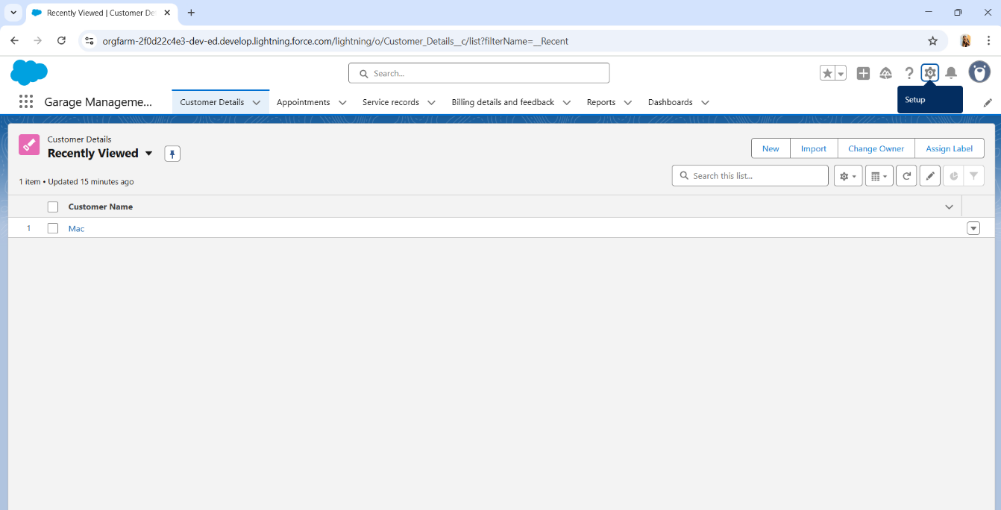 Recently Viewed | Customer De
orgfarm-2f0d22c4e3-dev-ed.develop.lightning.force.com/lightning/o/Customer_Details__c/list?filterName=__Recent
Search...
Garage Manageme... Customer Details Appointments Service records Billing details and feedback Reports Dashboards
Setup
Customer Details
Recently Viewed
New Import Change Owner Assign Label
1 item • Updated 15 minutes ago
Search this list...
Customer Name
1 Mac